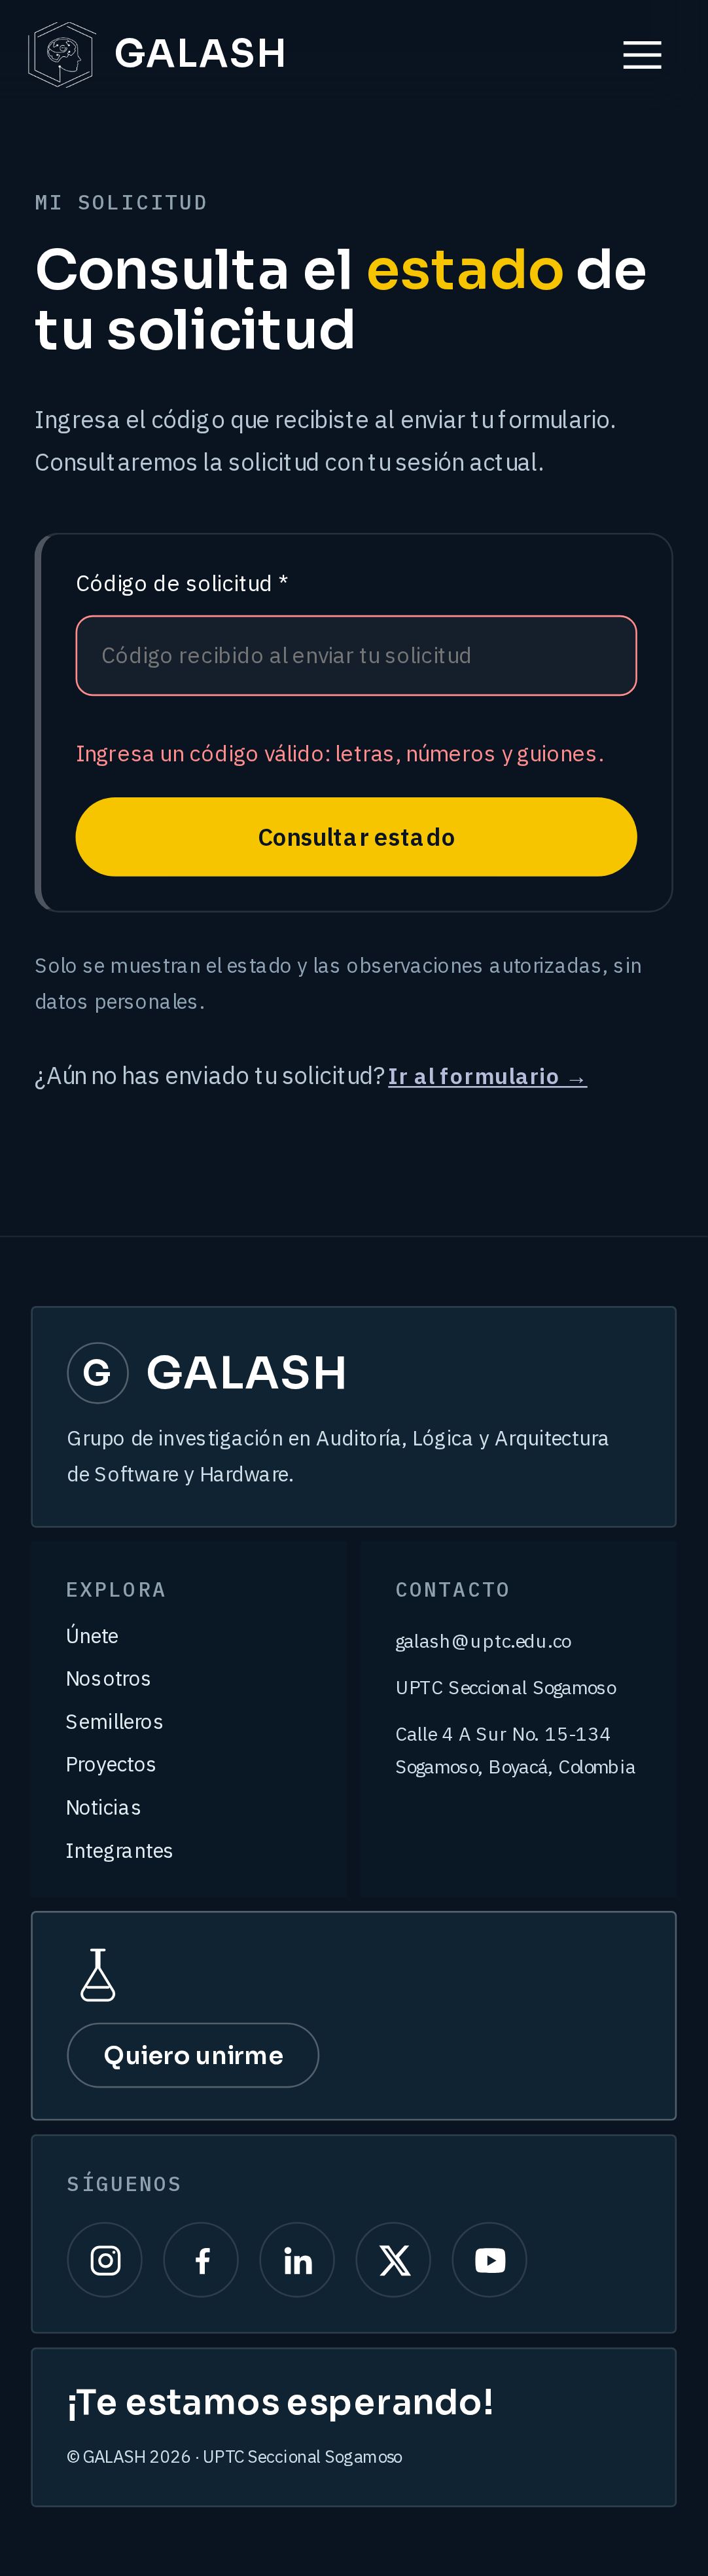 GALASH
MI SOLICITUD
Consulta el estado de
tu solicitud
Ingresa el código que recibiste al enviar tu formulario.
Consultaremos la solicitud con tu sesión actual.
Código de solicitud *
Código recibido al enviar tu solicitud
Ingresa un código válido: letras, números y guiones.
Consultar estado
Solo se muestran el estado y las observaciones autorizadas, sin
datos personales.
¿Aún no has enviado tu solicitud? Ir al formulario →
G GALASH
Grupo de investigación en Auditoría, Lógica y Arquitectura
de Software y Hardware.
EXPLORA
Únete
Nosotros
Semilleros
Proyectos
Noticias
Integrantes
CONTACTO
galash@uptc.edu.co
UPTC Seccional Sogamoso
Calle 4 A Sur No. 15-134
Sogamoso, Boyacá, Colombia
Quiero unirme
SÍGUENOS
¡Te estamos esperando!
© GALASH 2026 · UPTC Seccional Sogamoso